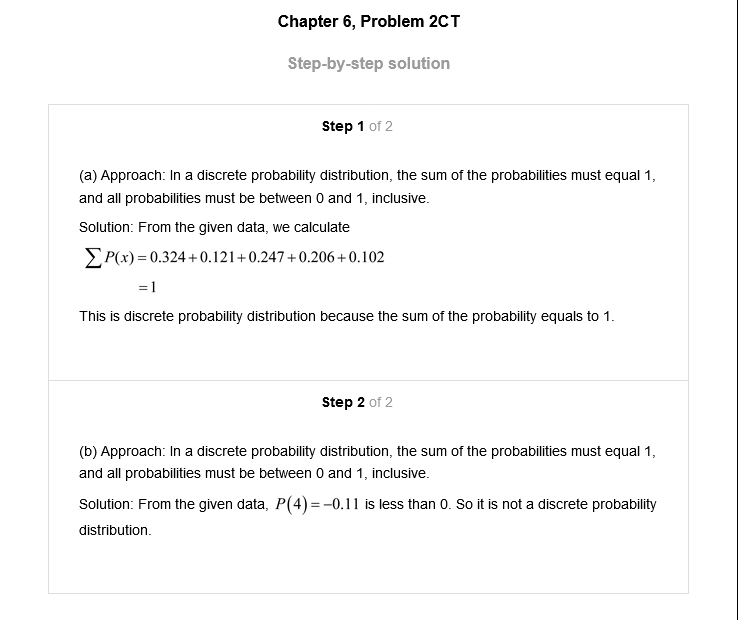 Chapter 6, Problem 2CT
Step-by-step solution
Step 1 of 2
(a) Approach: In a discrete probability distribution, the sum of the probabilities must equal 1,
and all probabilities must be between 0 and 1, inclusive.
Solution: From the given data, we calculate
∑P(x) = 0.324 + 0.121 + 0.247 + 0.206 + 0.102
= 1
This is discrete probability distribution because the sum of the probability equals to 1.
Step 2 of 2
(b) Approach: In a discrete probability distribution, the sum of the probabilities must equal 1,
and all probabilities must be between 0 and 1, inclusive.
Solution: From the given data, P(4) = −0.11 is less than 0. So it is not a discrete probability
distribution.